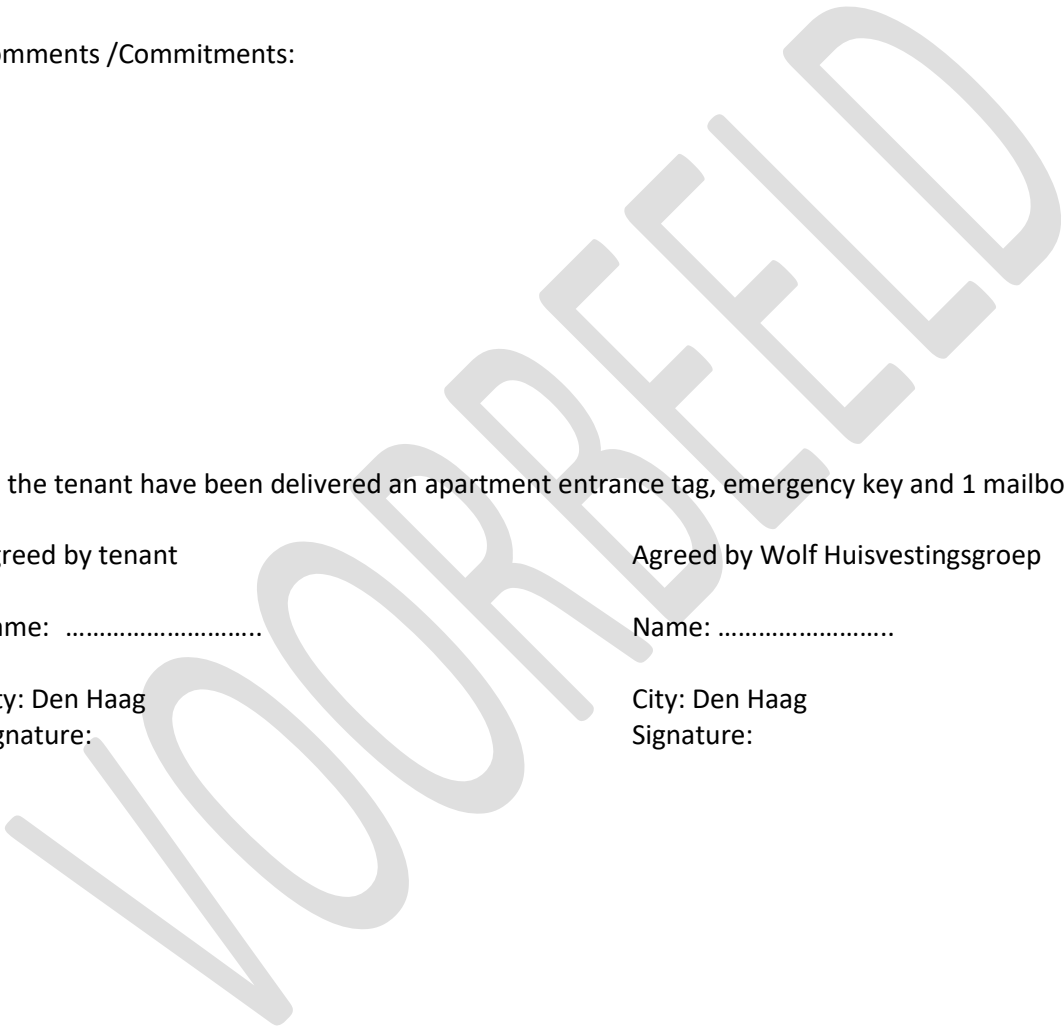 omments /Commitments:
the tenant have been delivered an apartment entrance tag, emergency key and 1 mailbo
greed by tenant Agreed by Wolf Huisvestingsgroep
ame: ……………………….. Name: ……………………..
ty: Den Haag City: Den Haag
gnature: Signature:
VOORBEELD